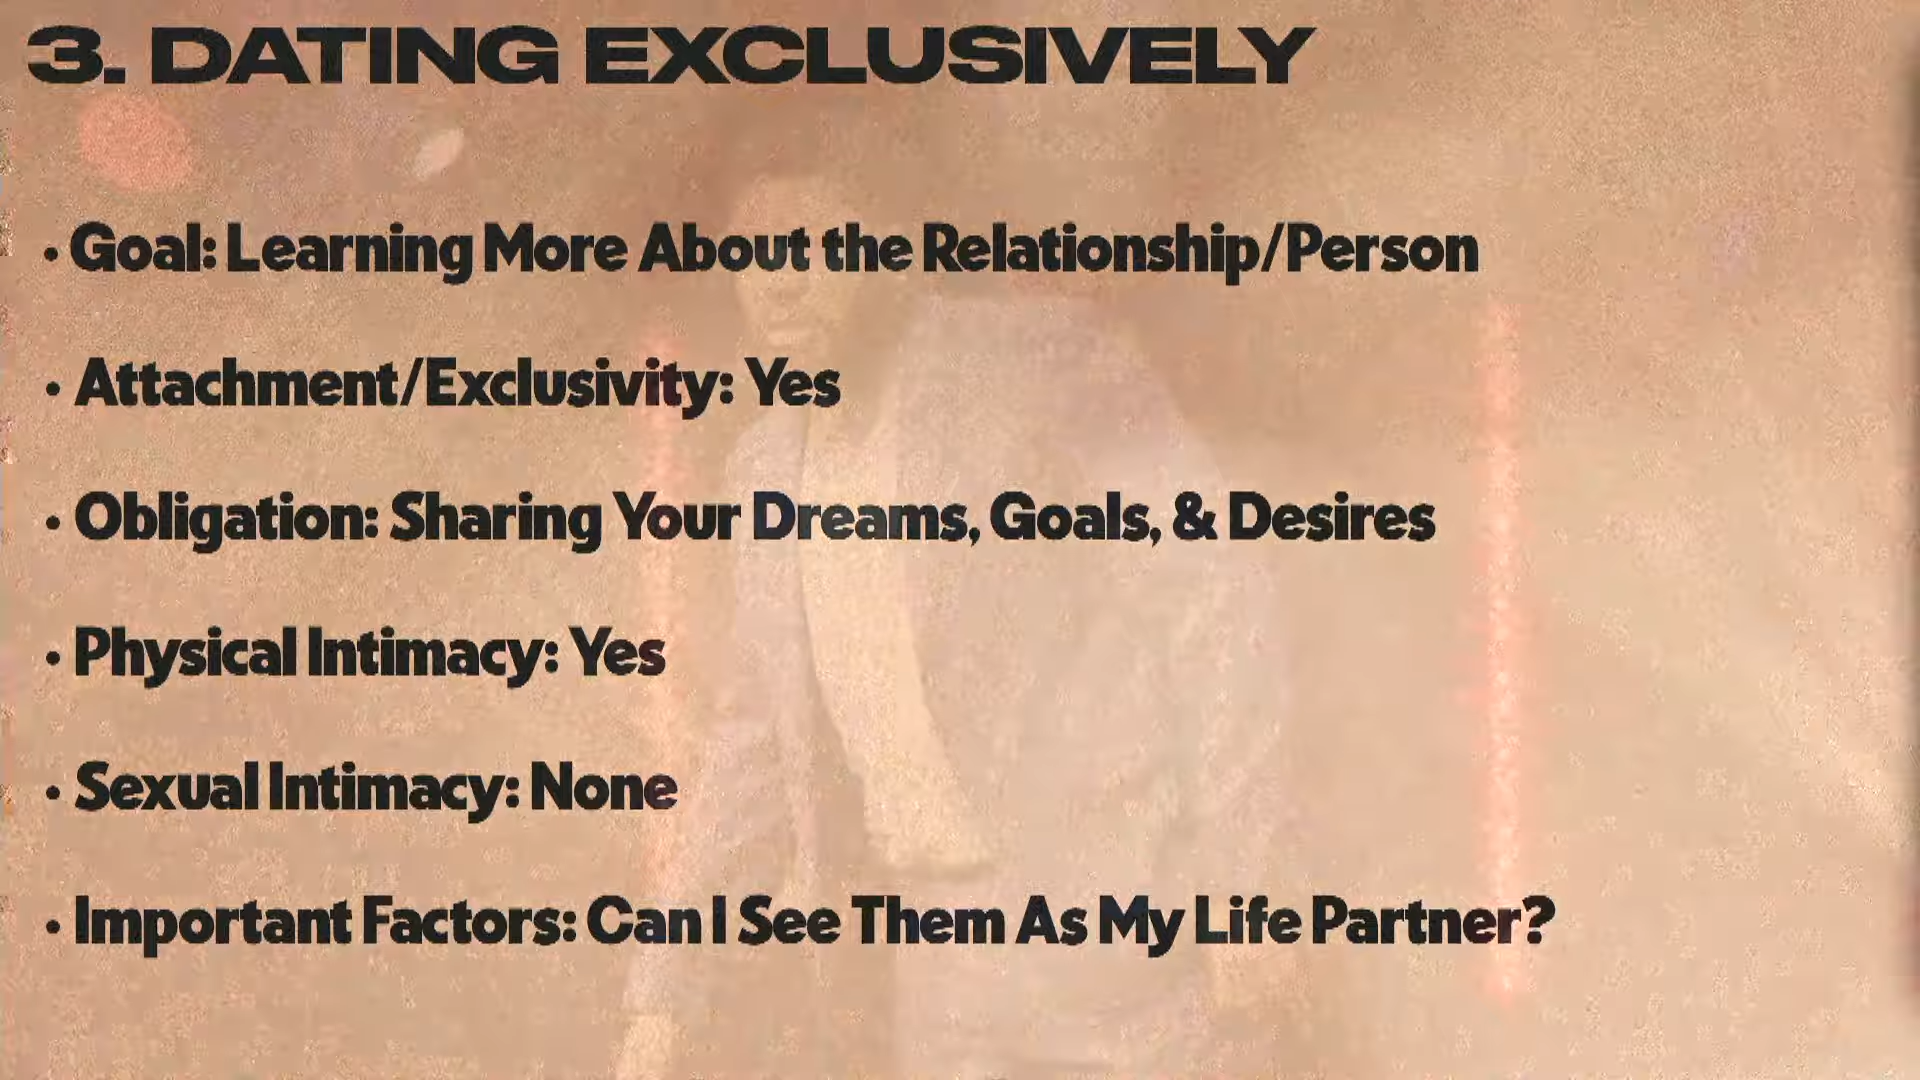 3. DATING EXCLUSIVELY
• Goal: Learning More About the Relationship/Person
• Attachment/Exclusivity: Yes
• Obligation: Sharing Your Dreams, Goals, & Desires
• Physical Intimacy: Yes
• Sexual Intimacy: None
• Important Factors: Can I See Them As My Life Partner?